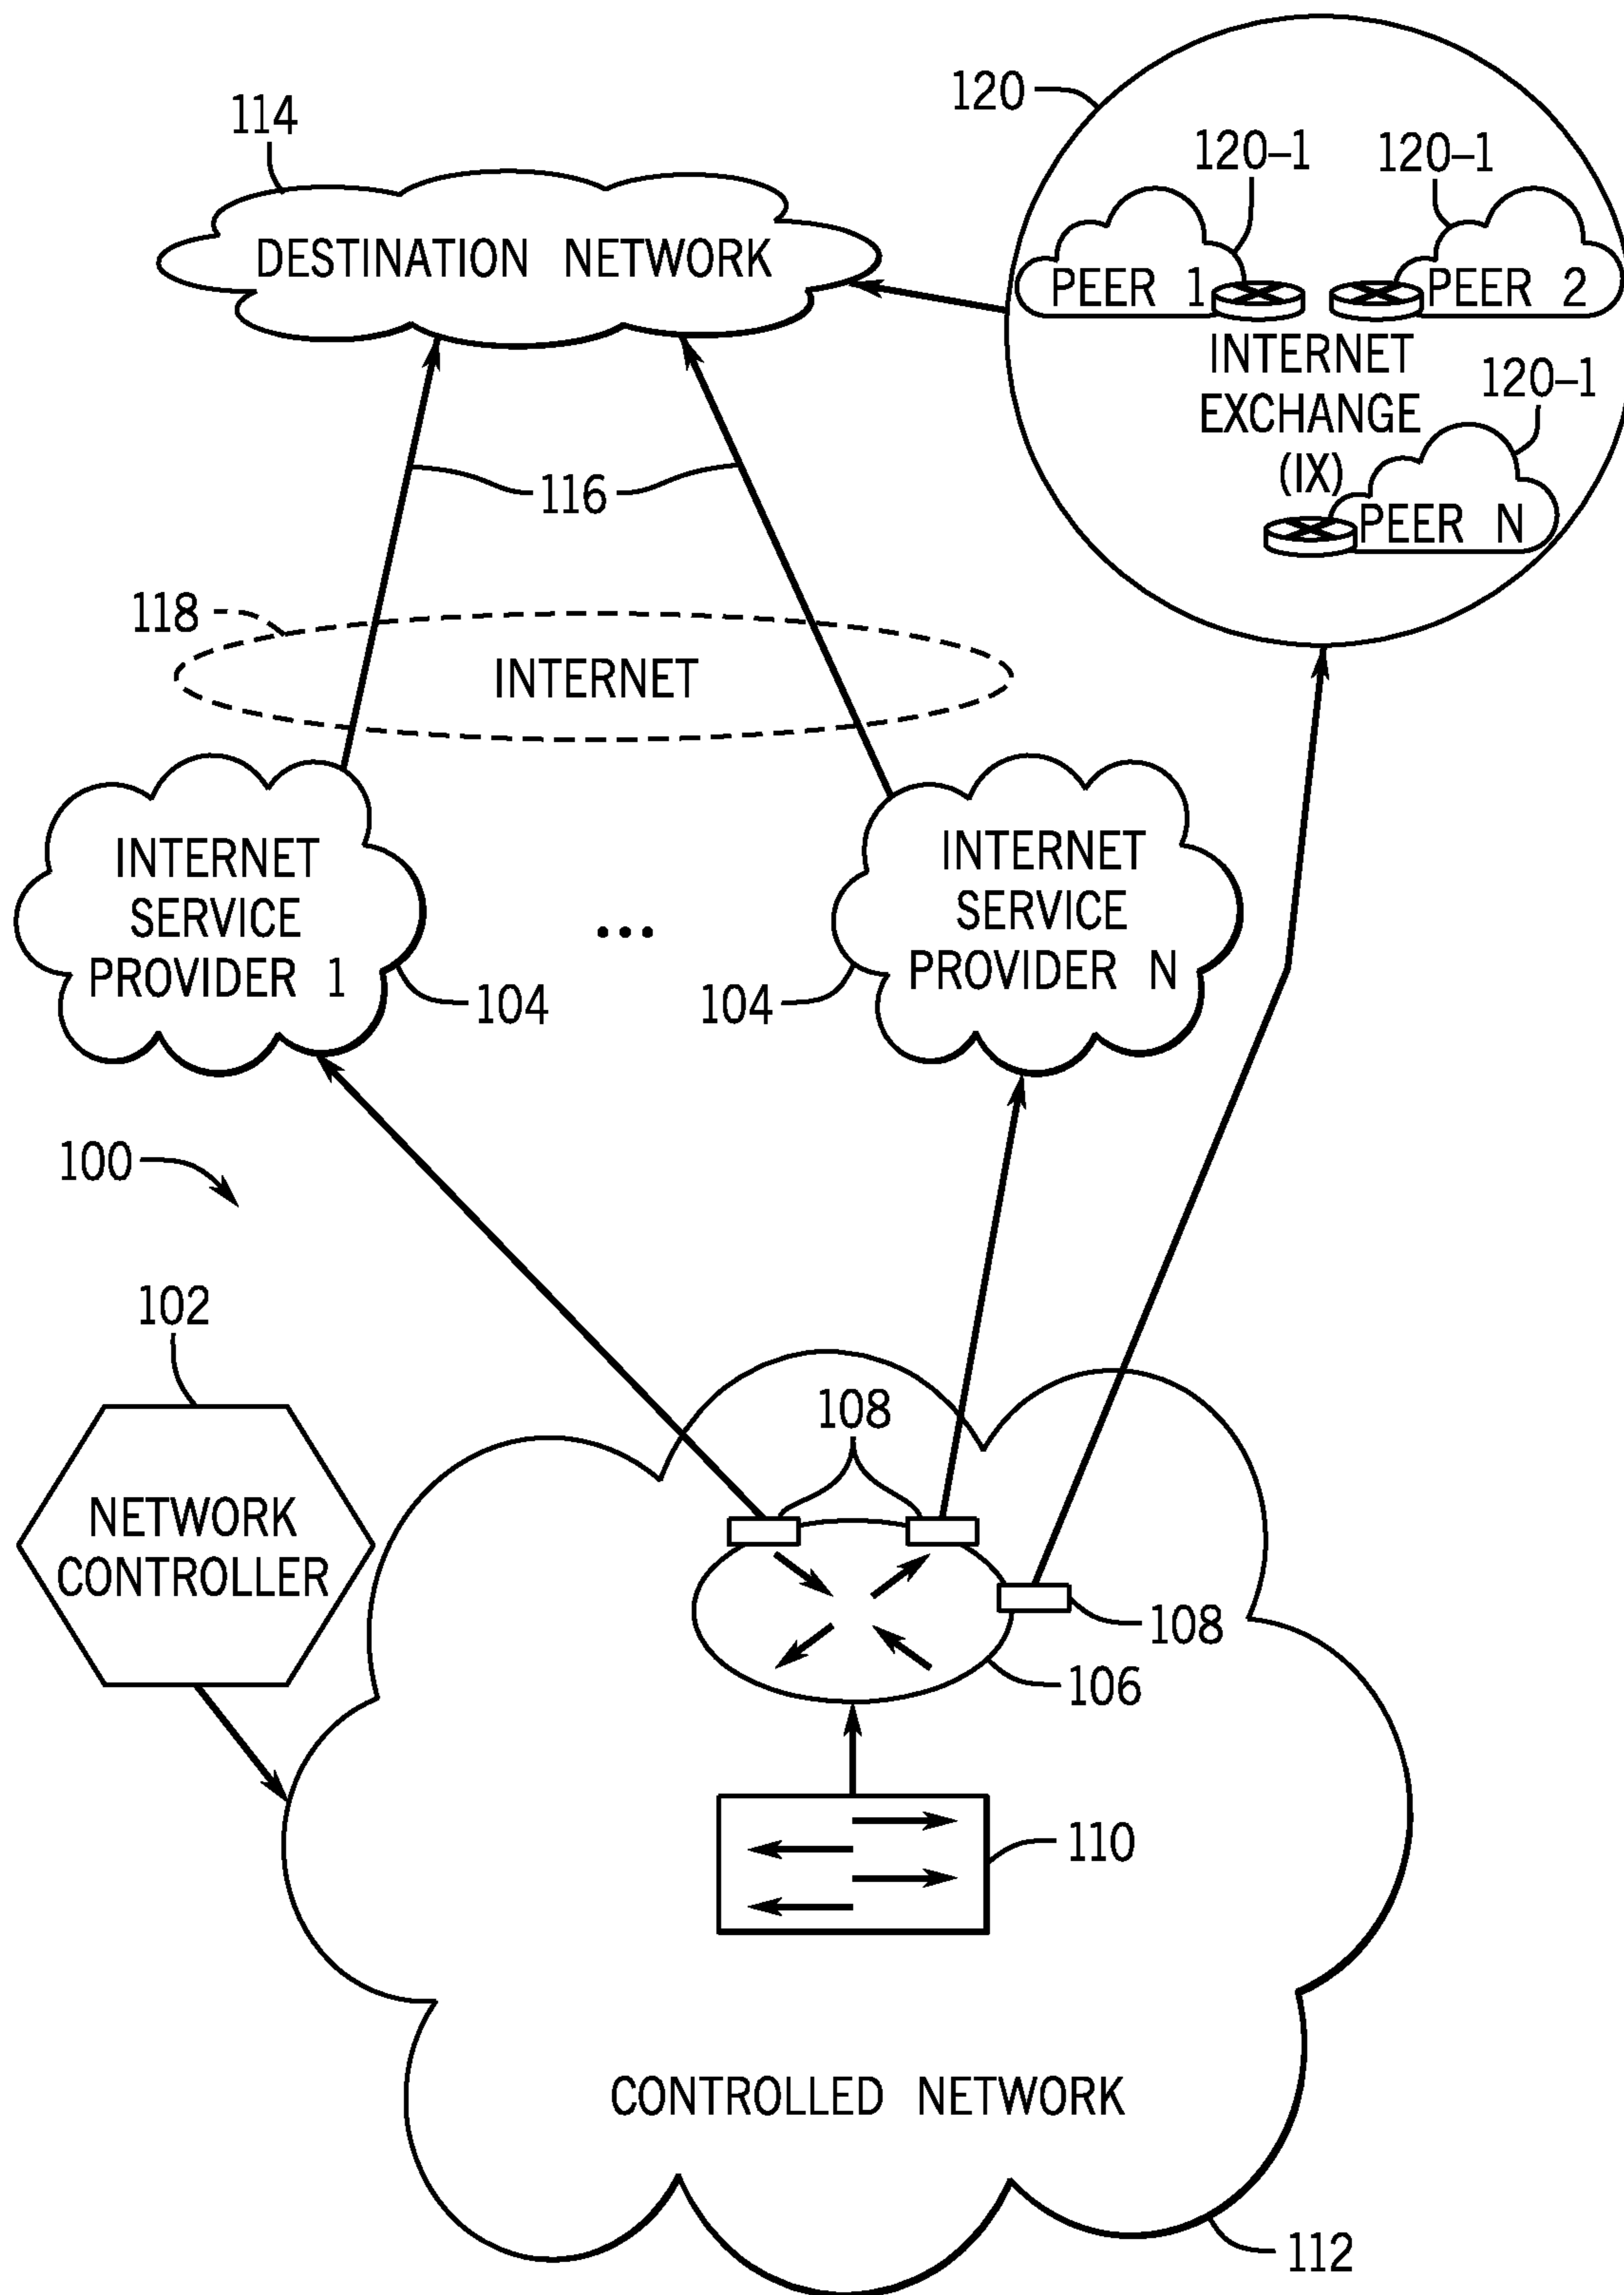 120
114
120–1
120–1
DESTINATION NETWORK
PEER 1
PEER 2
INTERNET
EXCHANGE
(IX)
120–1
PEER N
116
118
INTERNET
INTERNET
SERVICE
PROVIDER 1
104
...
INTERNET
SERVICE
PROVIDER N
104
100
102
NETWORK
CONTROLLER
108
108
106
110
CONTROLLED NETWORK
112